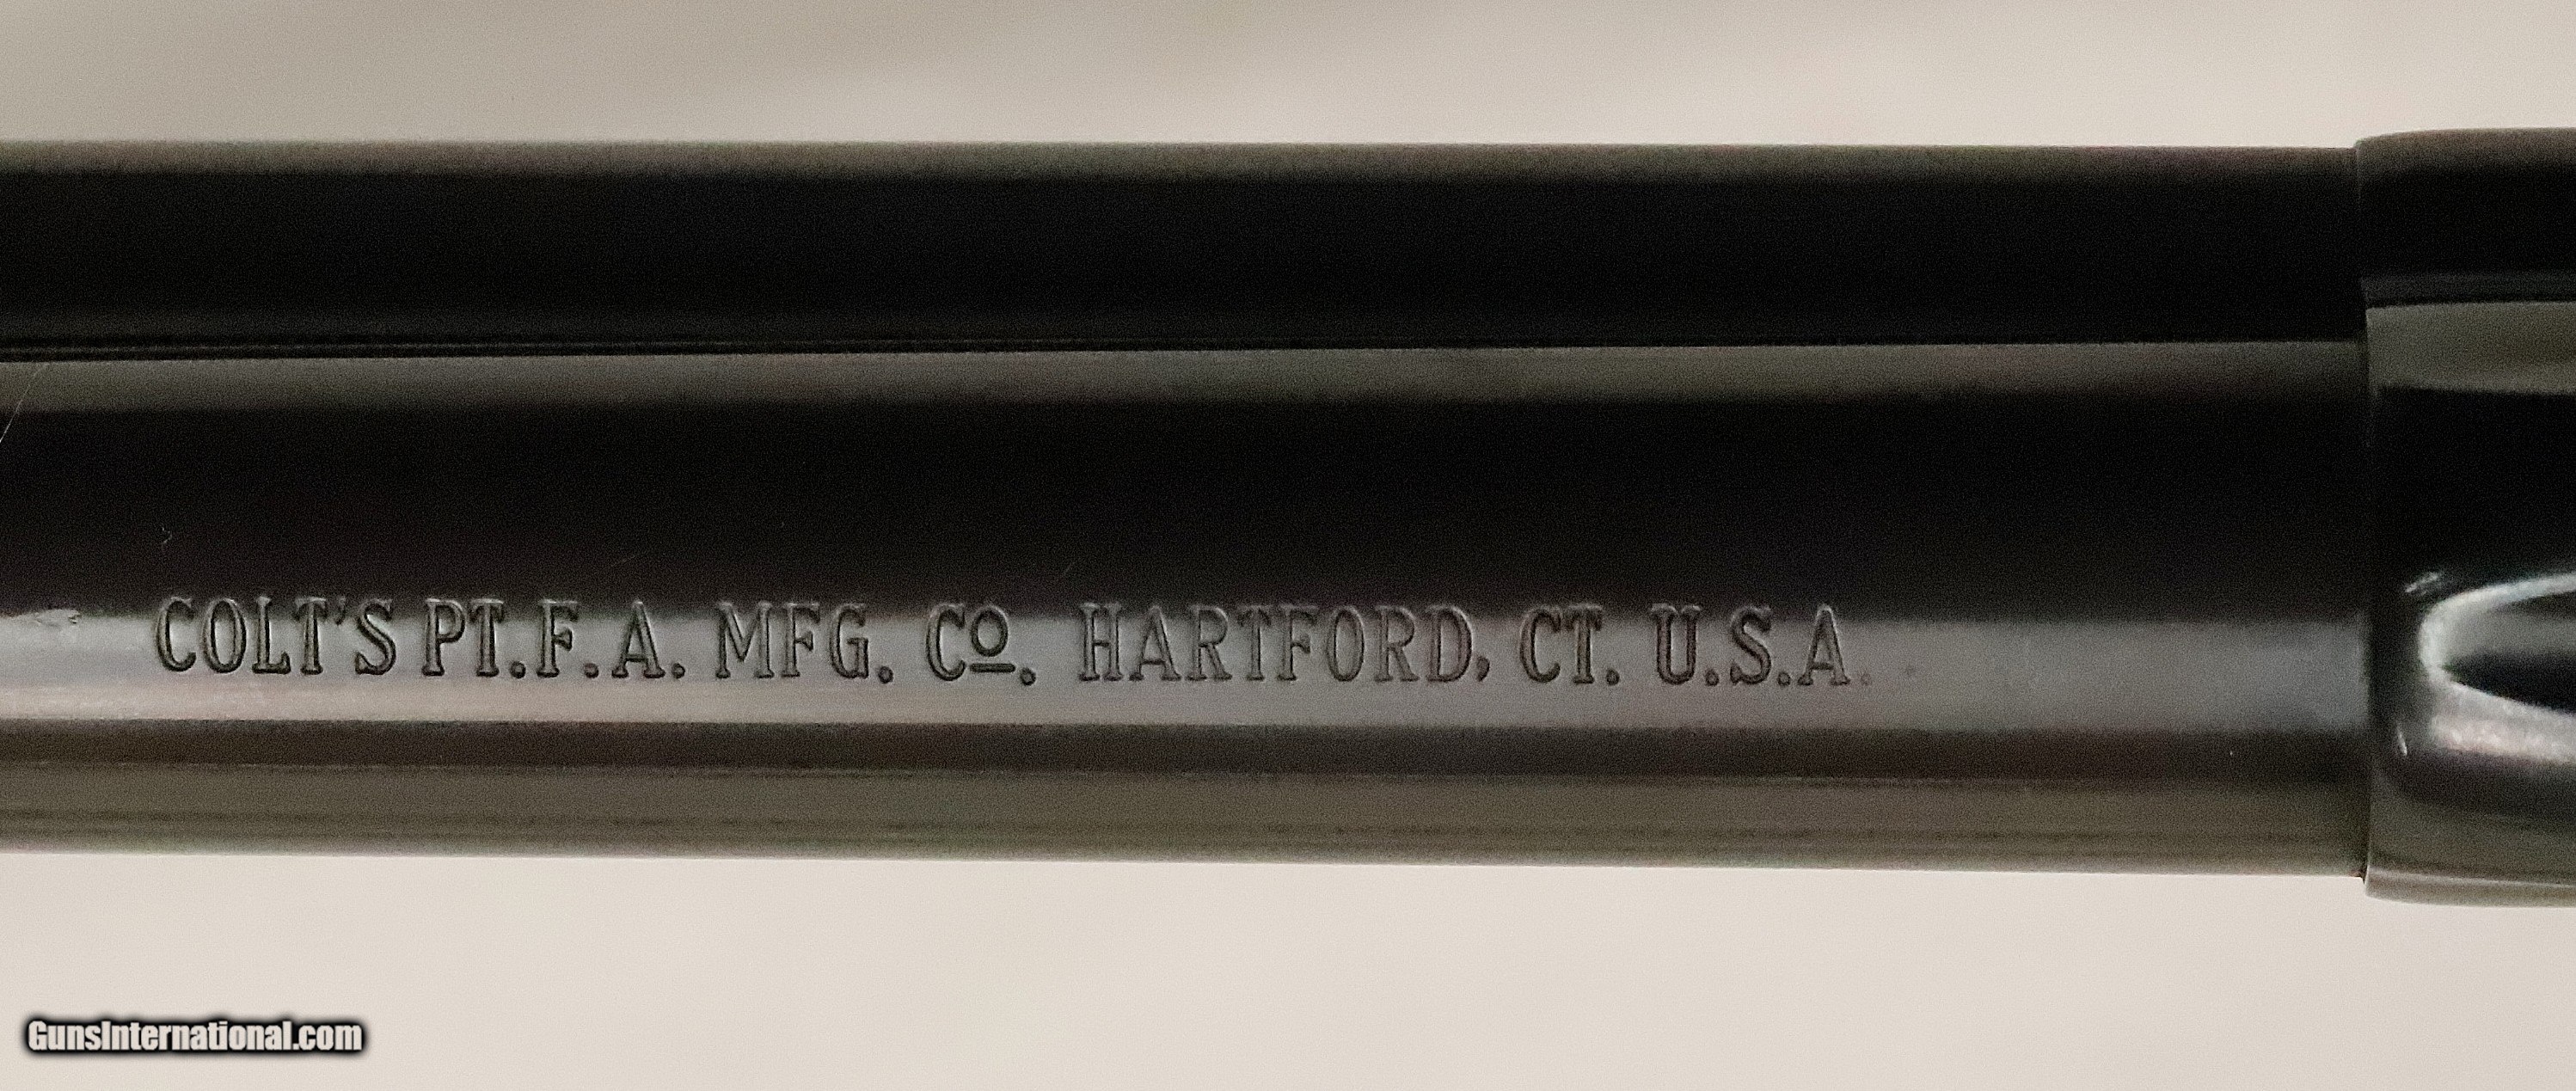 COLT'S PT. F. A. MFG. Cº. HARTFORD, CT. U.S.A.
GunsInternational.com